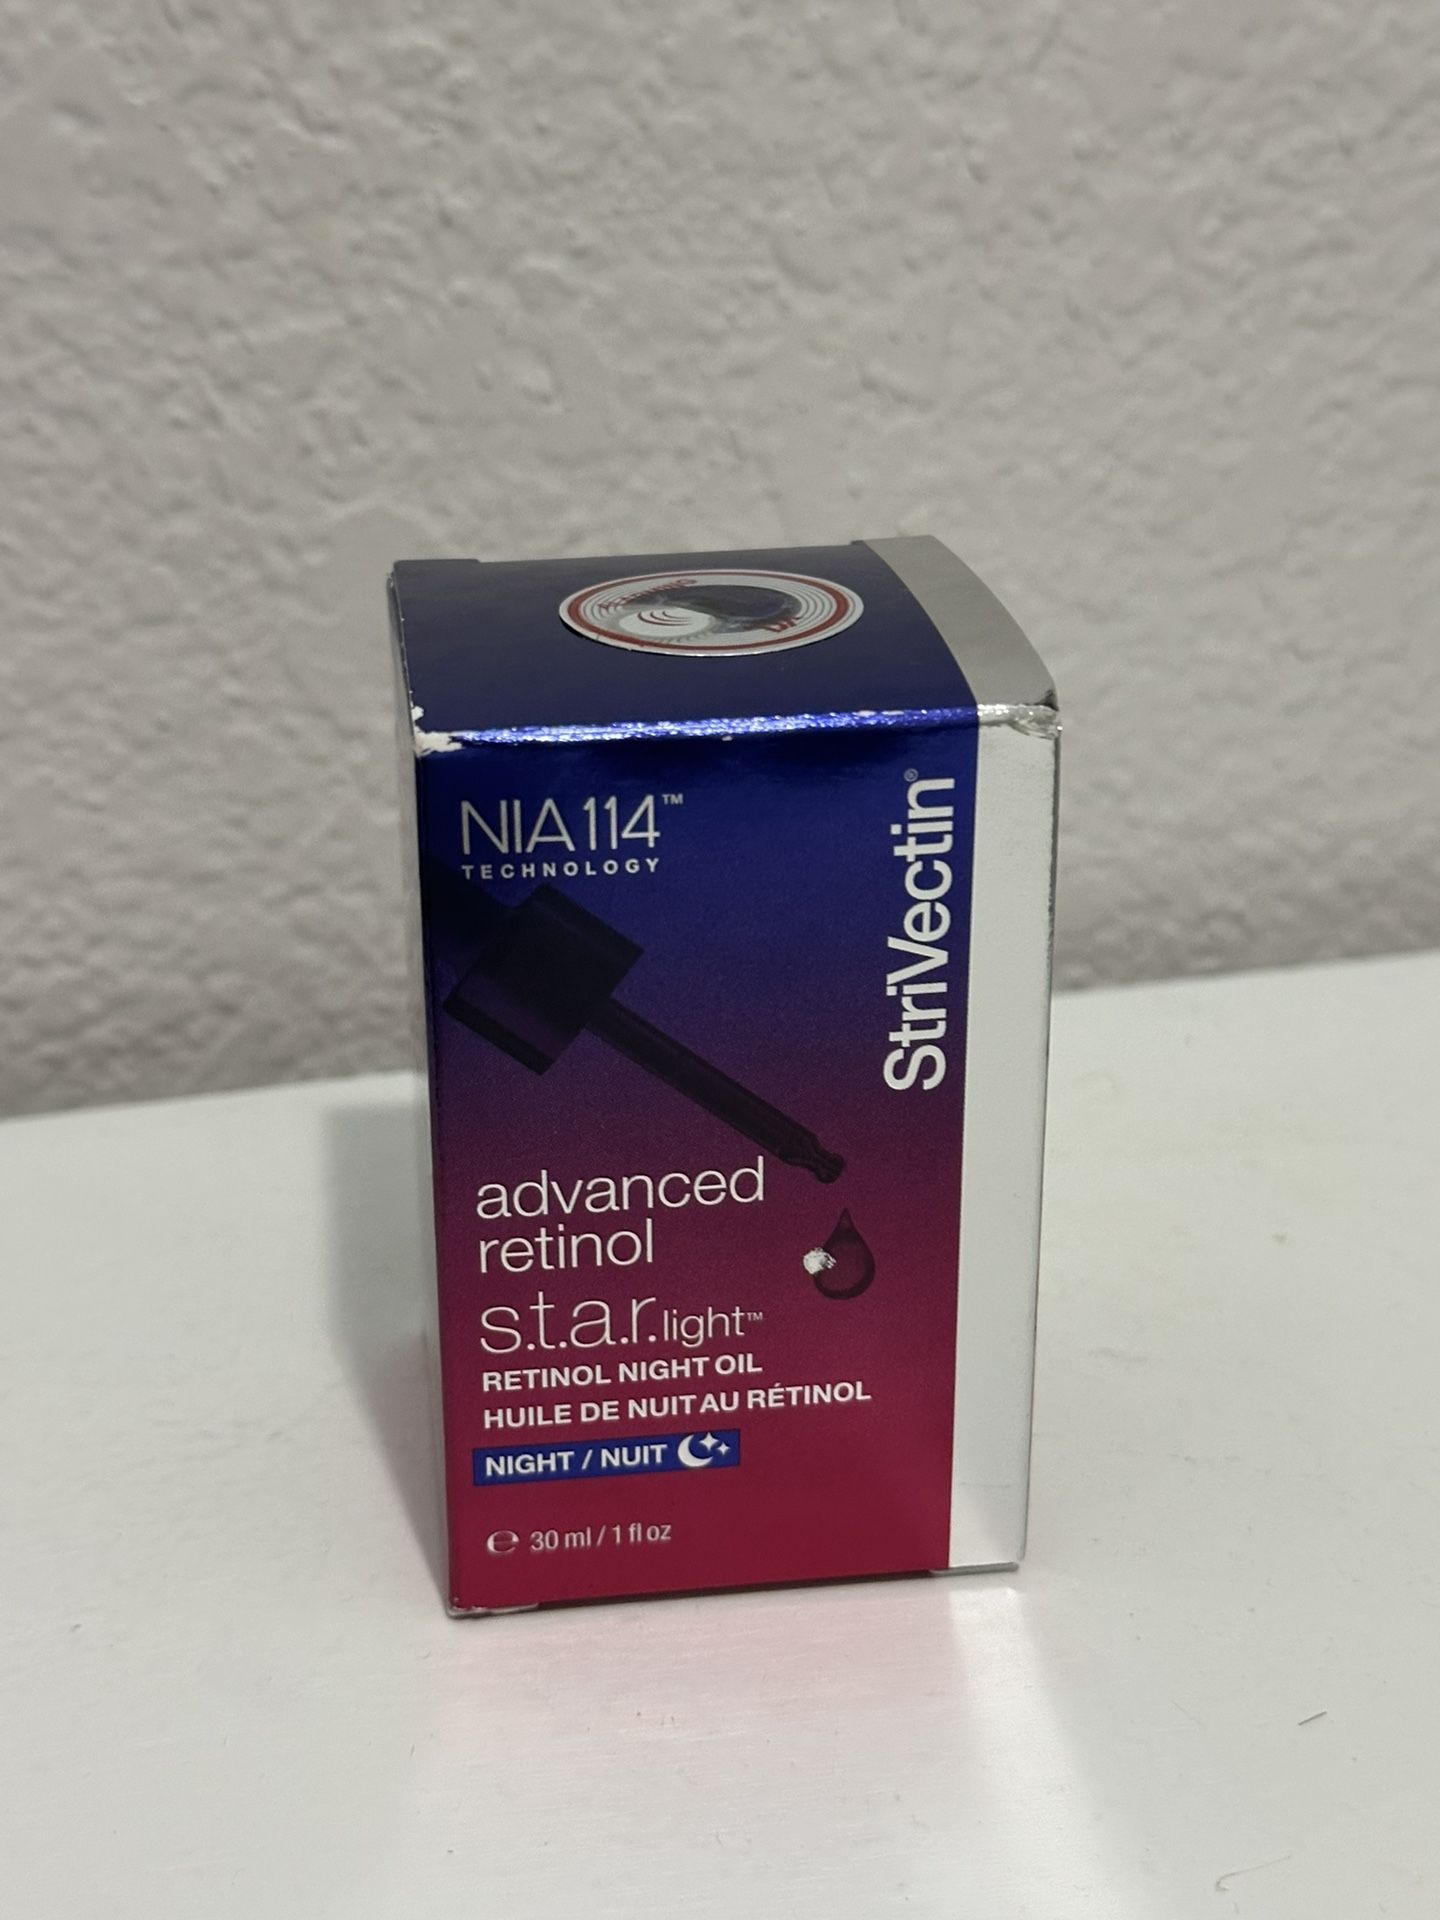 NIA114™
TECHNOLOGY
StriVectin®
advanced
retinol
s.t.a.r.light™
RETINOL NIGHT OIL
HUILE DE NUIT AU RÉTINOL
NIGHT / NUIT
℮ 30 ml / 1 fl oz